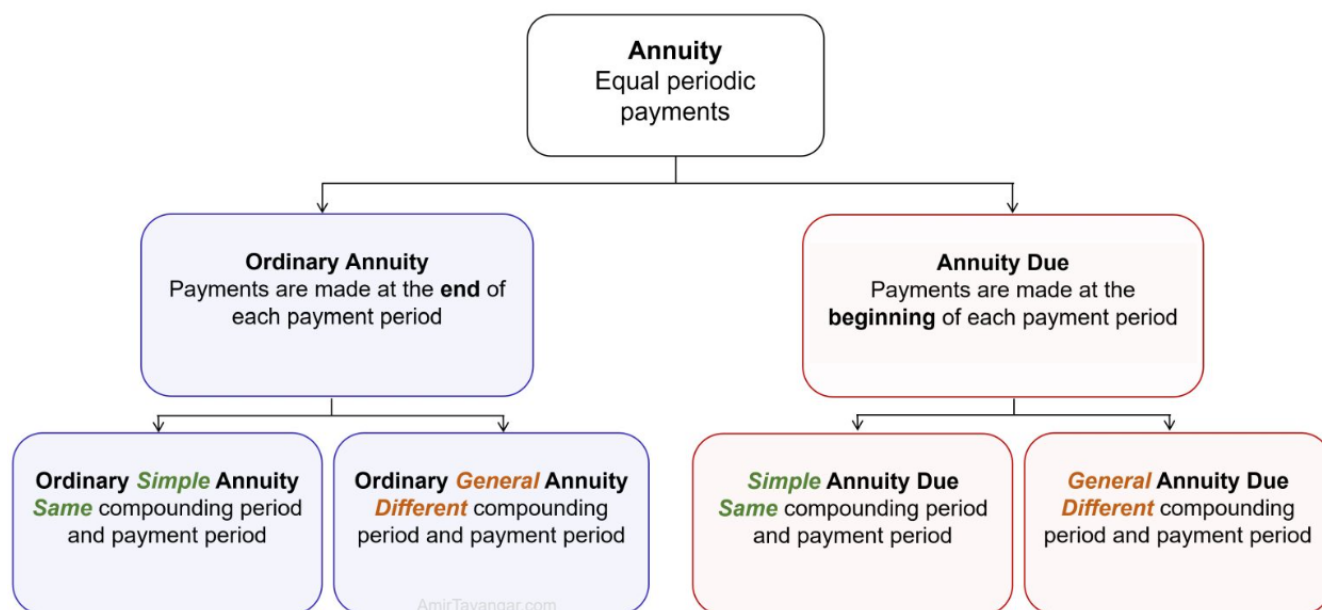 Annuity
Equal periodic
payments
Ordinary Annuity
Payments are made at the end of
each payment period
Annuity Due
Payments are made at the
beginning of each payment period
Ordinary Simple Annuity
Same compounding period
and payment period
Ordinary General Annuity
Different compounding
period and payment period
Simple Annuity Due
Same compounding period
and payment period
General Annuity Due
Different compounding
period and payment period
AmirTavangar.com